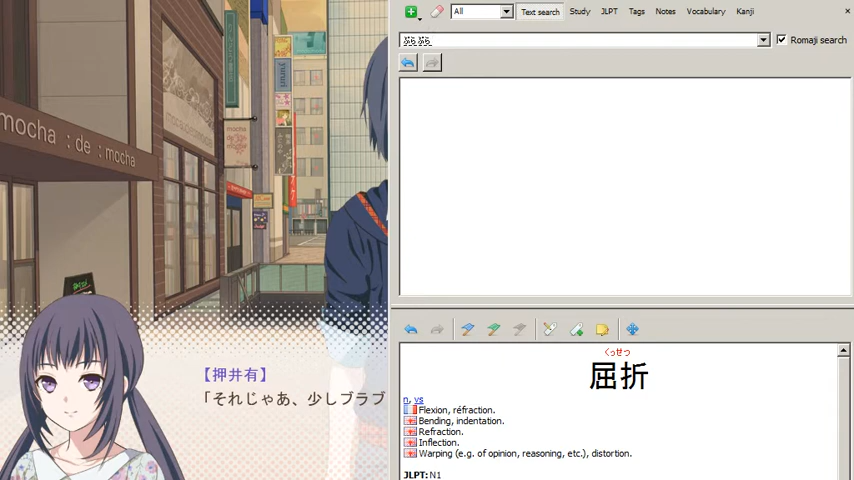 All
Text search
Study
JLPT
Tags
Notes
Vocabulary
Kanji
Romaji search
mocha : de : mocha
mocha
【押井有】
「それじゃあ、少しブラブ
くっせつ
屈折
n, vs
Flexion, réfraction.
Bending, indentation.
Refraction.
Inflection.
Warping (e.g. of opinion, reasoning, etc.), distortion.
JLPT: N1